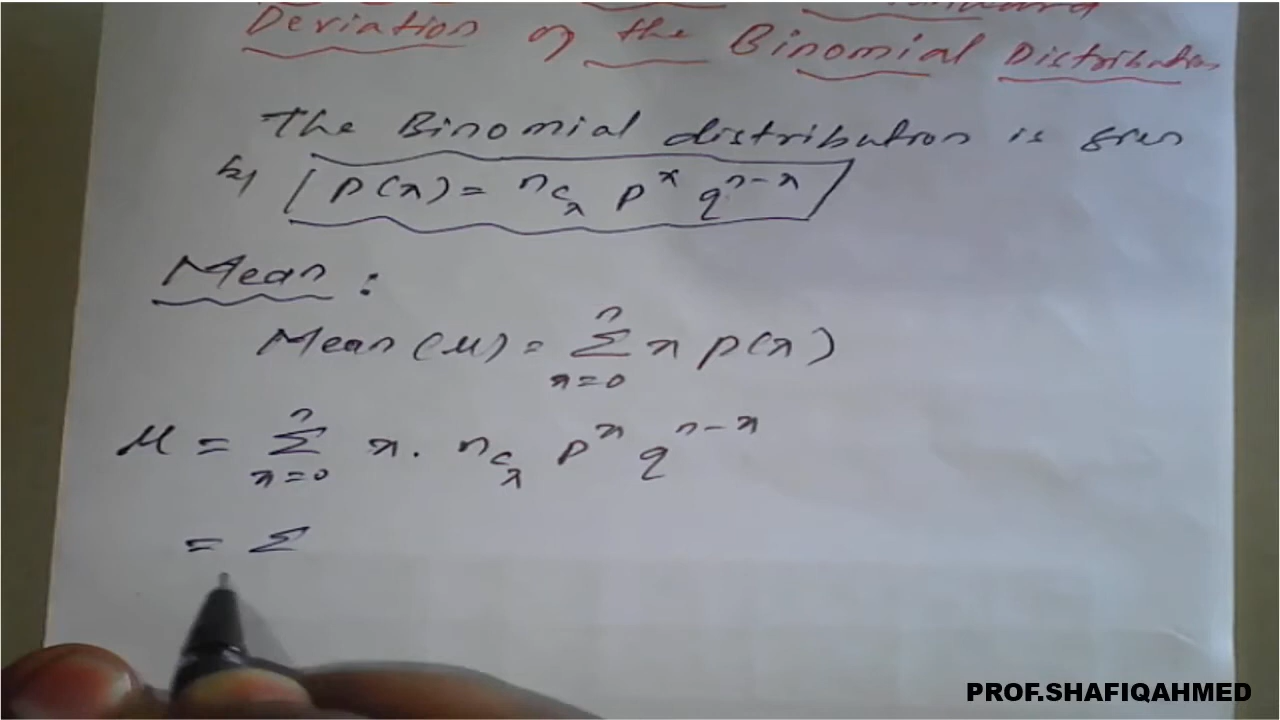 Deviation of the Binomial Distribution
The Binomial distribution is given
by P(x) = nCx p^x q^n-x
Mean :
Mean (μ) = Σ_{x=0}^{n} x p(x)
μ = Σ_{x=0}^{n} x . nCx p^x q^n-x
= Σ
PROF.SHAFIQAHMED